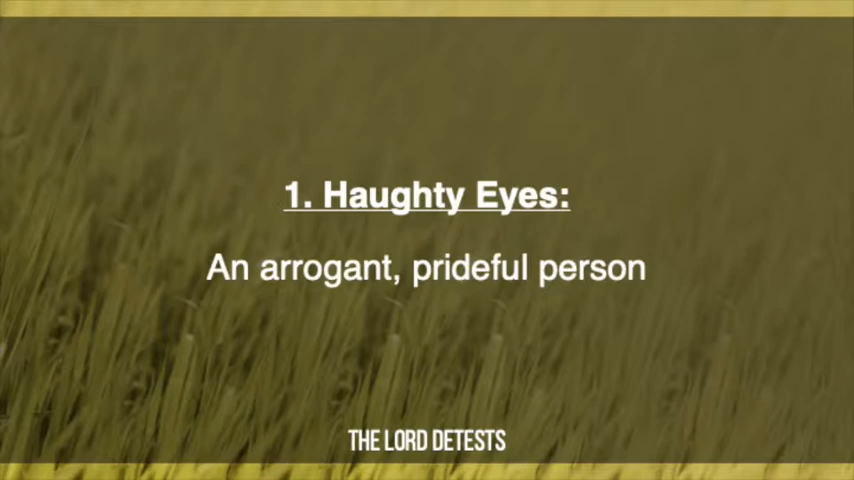 1. Haughty Eyes:
An arrogant, prideful person
THE LORD DETESTS